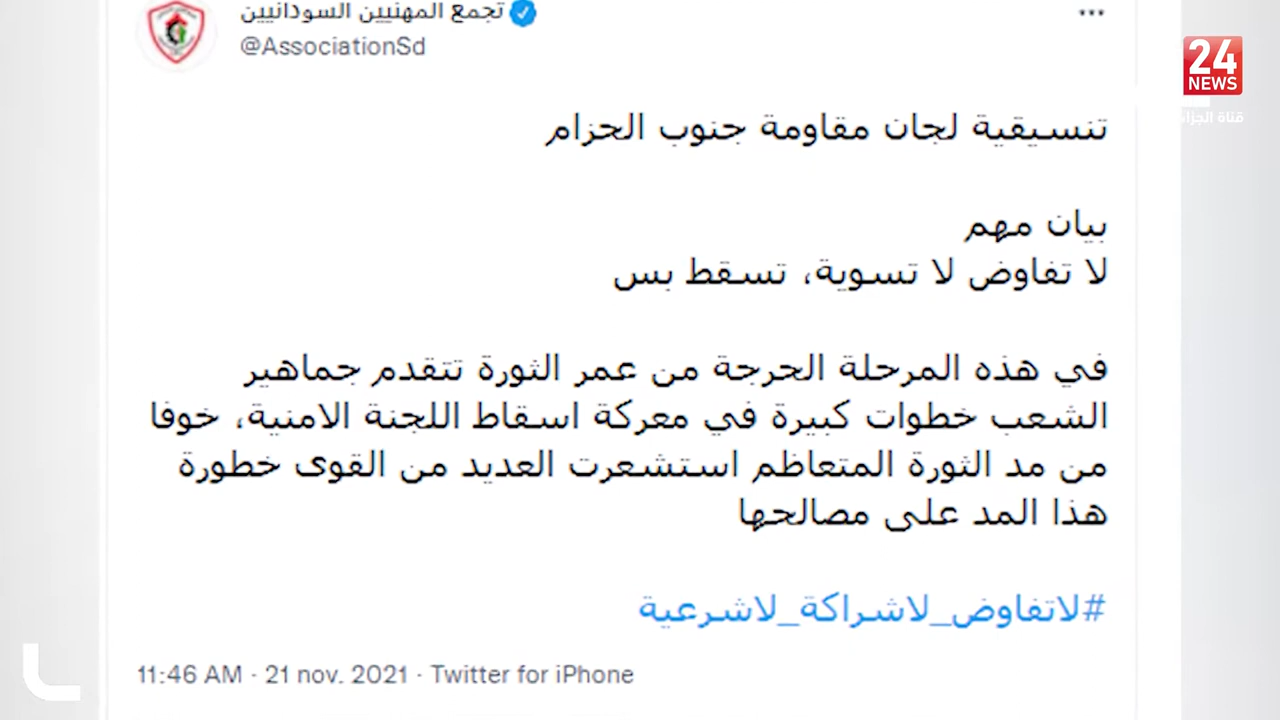 تجمع المهنيين السودانيين
@AssociationSd
24
NEWS
تنسيقية لجان مقاومة جنوب الحزام
بيان مهم
لا تفاوض لا تسوية، تسقط بس
في هذه المرحلة الحرجة من عمر الثورة تتقدم جماهير
الشعب خطوات كبيرة في معركة اسقاط اللجنة الامنية، خوفا
من مد الثورة المتعاظم استشعرت العديد من القوى خطورة
هذا المد على مصالحها
#لاتفاوض_لاشراكة_لاشرعية
11:46 AM · 21 nov. 2021 · Twitter for iPhone